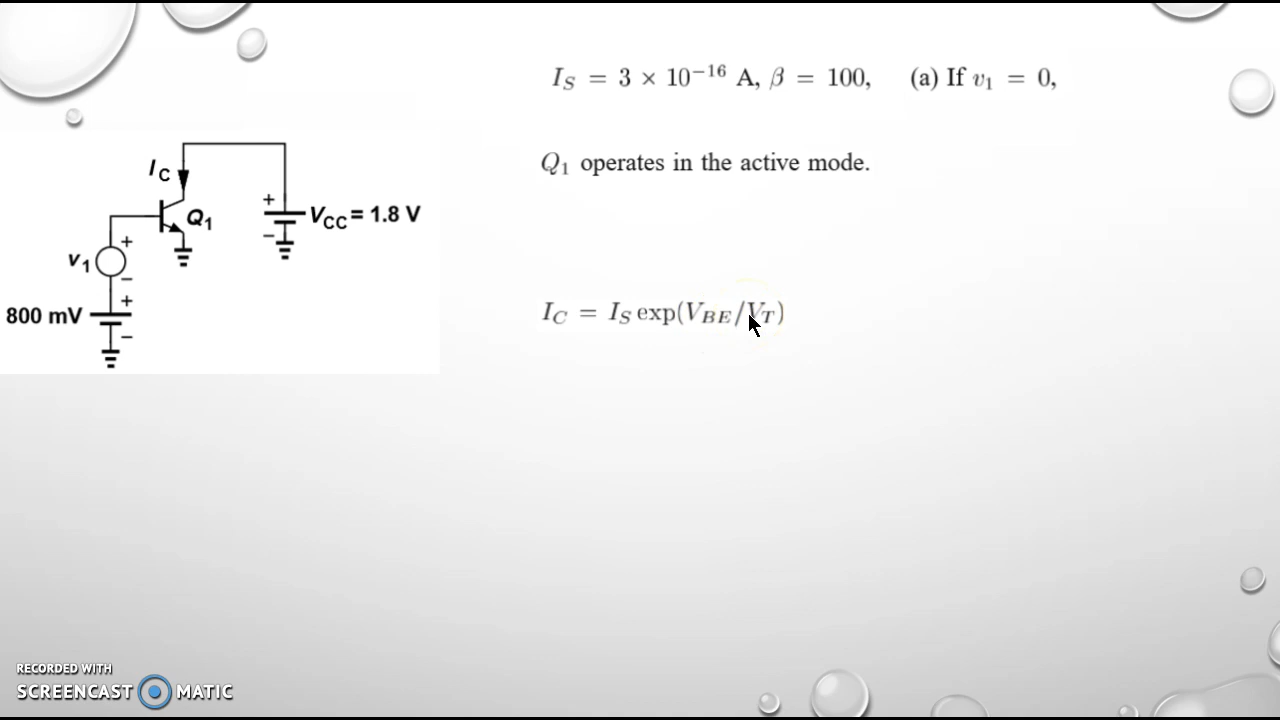 I_S = 3 × 10^−16 A, β = 100, (a) If v_1 = 0,
Q_1 operates in the active mode.
I_C
Q_1
+
−
V_CC = 1.8 V
v_1
+
−
800 mV
+
−
I_C = I_S exp(V_BE/V_T)
RECORDED WITH
SCREENCAST MATIC